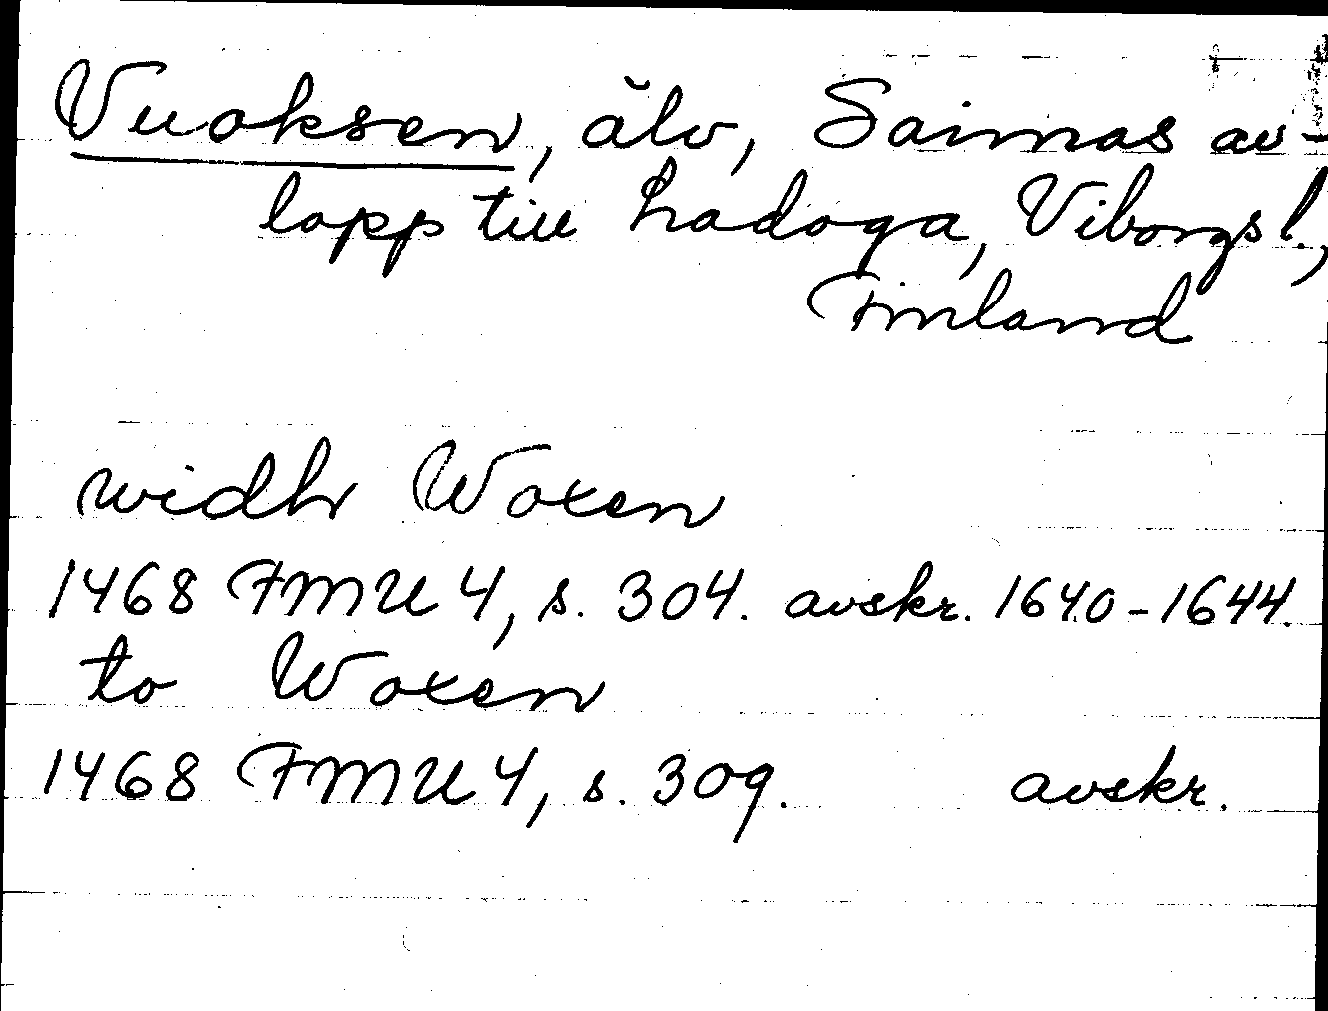 Vuoksen, älv, Saimas av-
lopp till Ladoga, Viborgs l.,
Finland
widh Woxen
1468 FMU 4, s. 304. avskr. 1640-1644.
to Woxen
1468 FMU 4, s. 309. avskr.